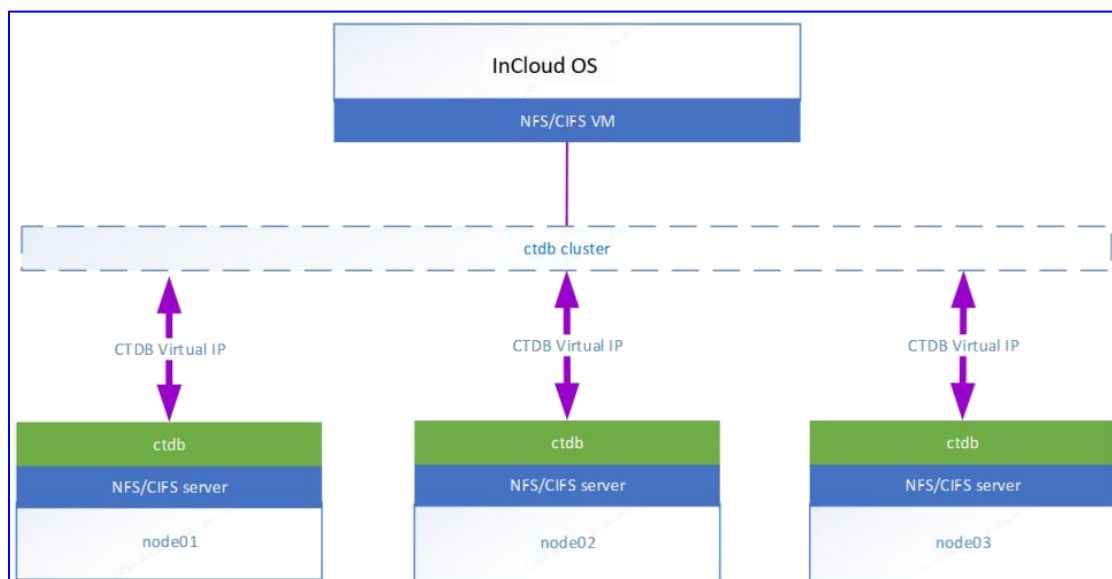 InCloud OS
NFS/CIFS VM
ctdb cluster
CTDB Virtual IP
CTDB Virtual IP
CTDB Virtual IP
ctdb
ctdb
ctdb
NFS/CIFS server
NFS/CIFS server
NFS/CIFS server
node01
node02
node03